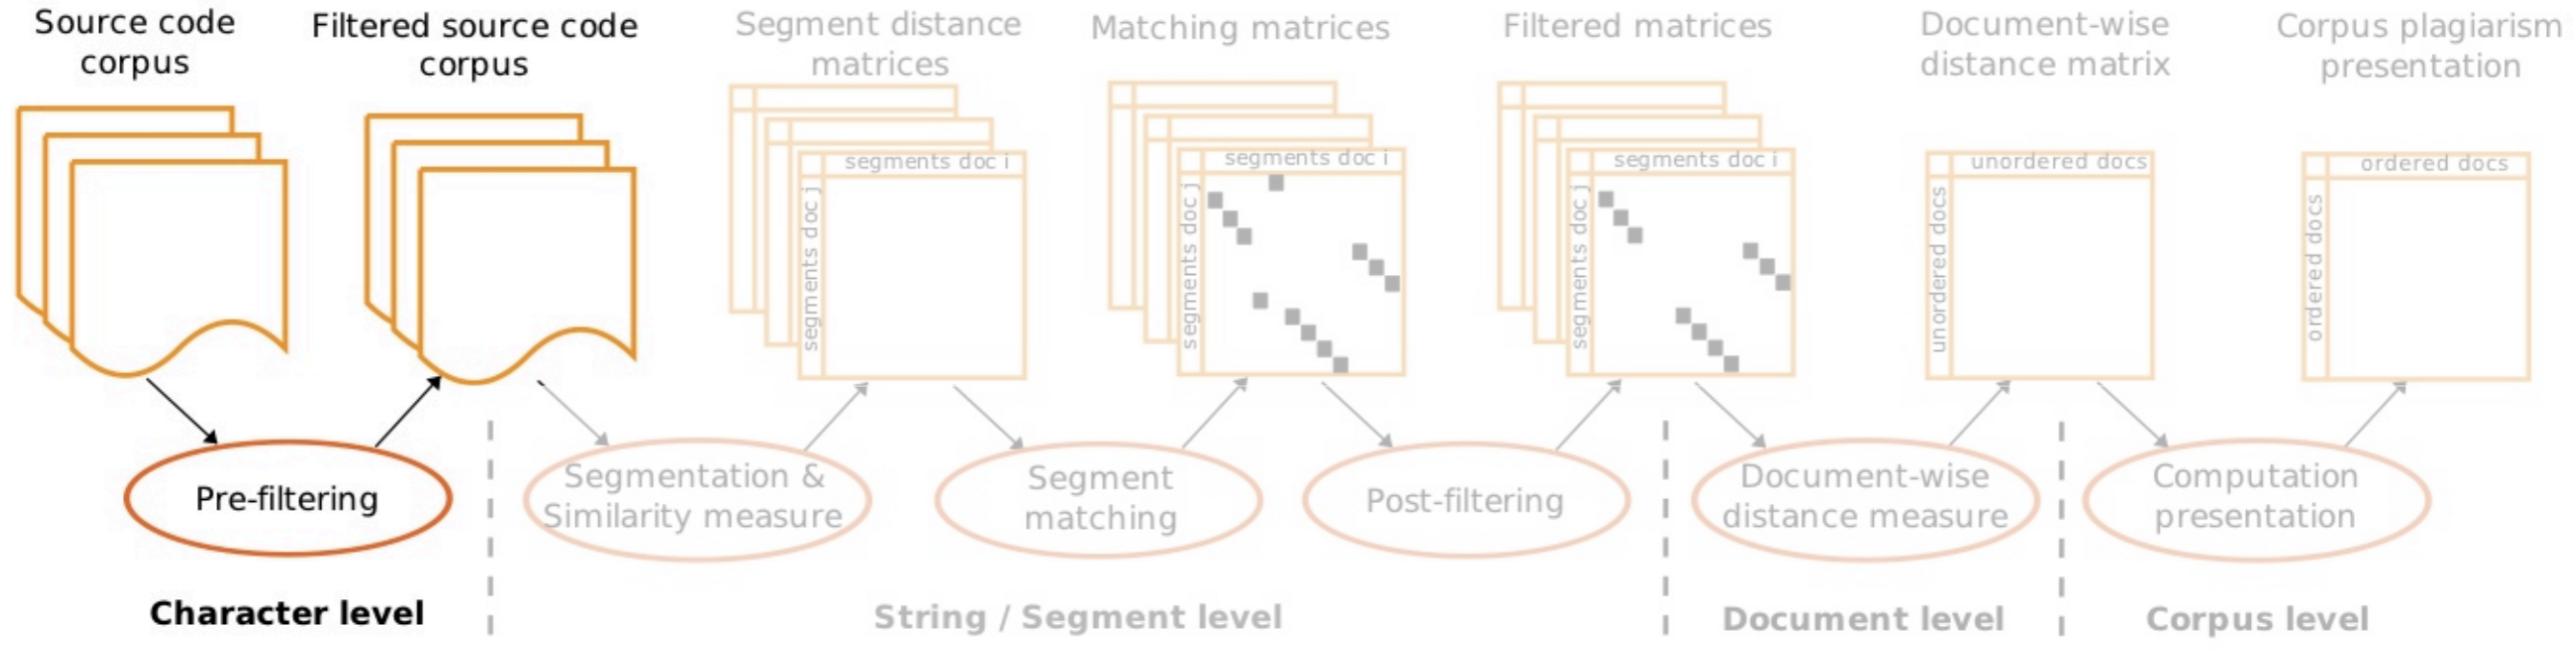 Source code
corpus
Filtered source code
corpus
Segment distance
matrices
Matching matrices
Filtered matrices
Document-wise
distance matrix
Corpus plagiarism
presentation
segments doc i
segments doc j
segments doc i
segments doc j
segments doc i
segments doc j
unordered docs
unordered docs
ordered docs
ordered docs
Pre-filtering
Segmentation &
Similarity measure
Segment
matching
Post-filtering
Document-wise
distance measure
Computation
presentation
Character level
String / Segment level
Document level
Corpus level